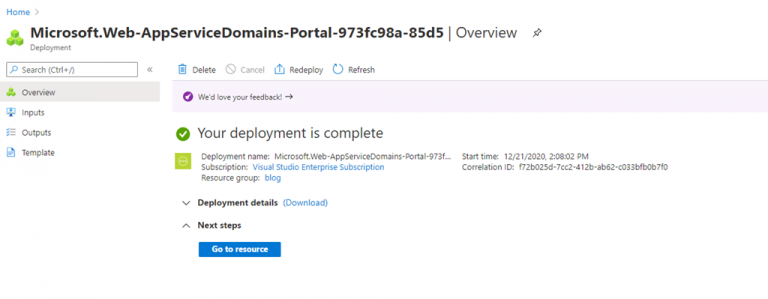 Home >
Microsoft.Web-AppServiceDomains-Portal-973fc98a-85d5 | Overview
Deployment
Search (Ctrl+/)
«
Delete
Cancel
Redeploy
Refresh
Overview
Inputs
Outputs
Template
We'd love your feedback! →
Your deployment is complete
Deployment name: Microsoft.Web-AppServiceDomains-Portal-973f...
Subscription: Visual Studio Enterprise Subscription
Resource group: blog
Start time: 12/21/2020, 2:08:02 PM
Correlation ID: f72b025d-7cc2-412b-ab62-c033bfb0b7f0
Deployment details (Download)
Next steps
Go to resource